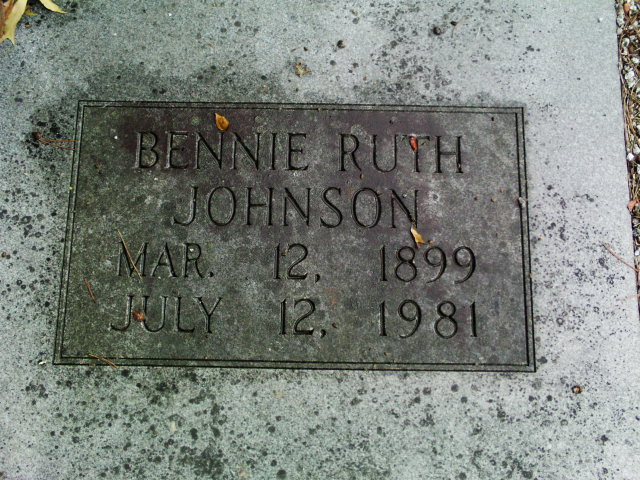 BENNIE RUTH
JOHNSON
MAR. 12, 1899
JULY 12, 1981